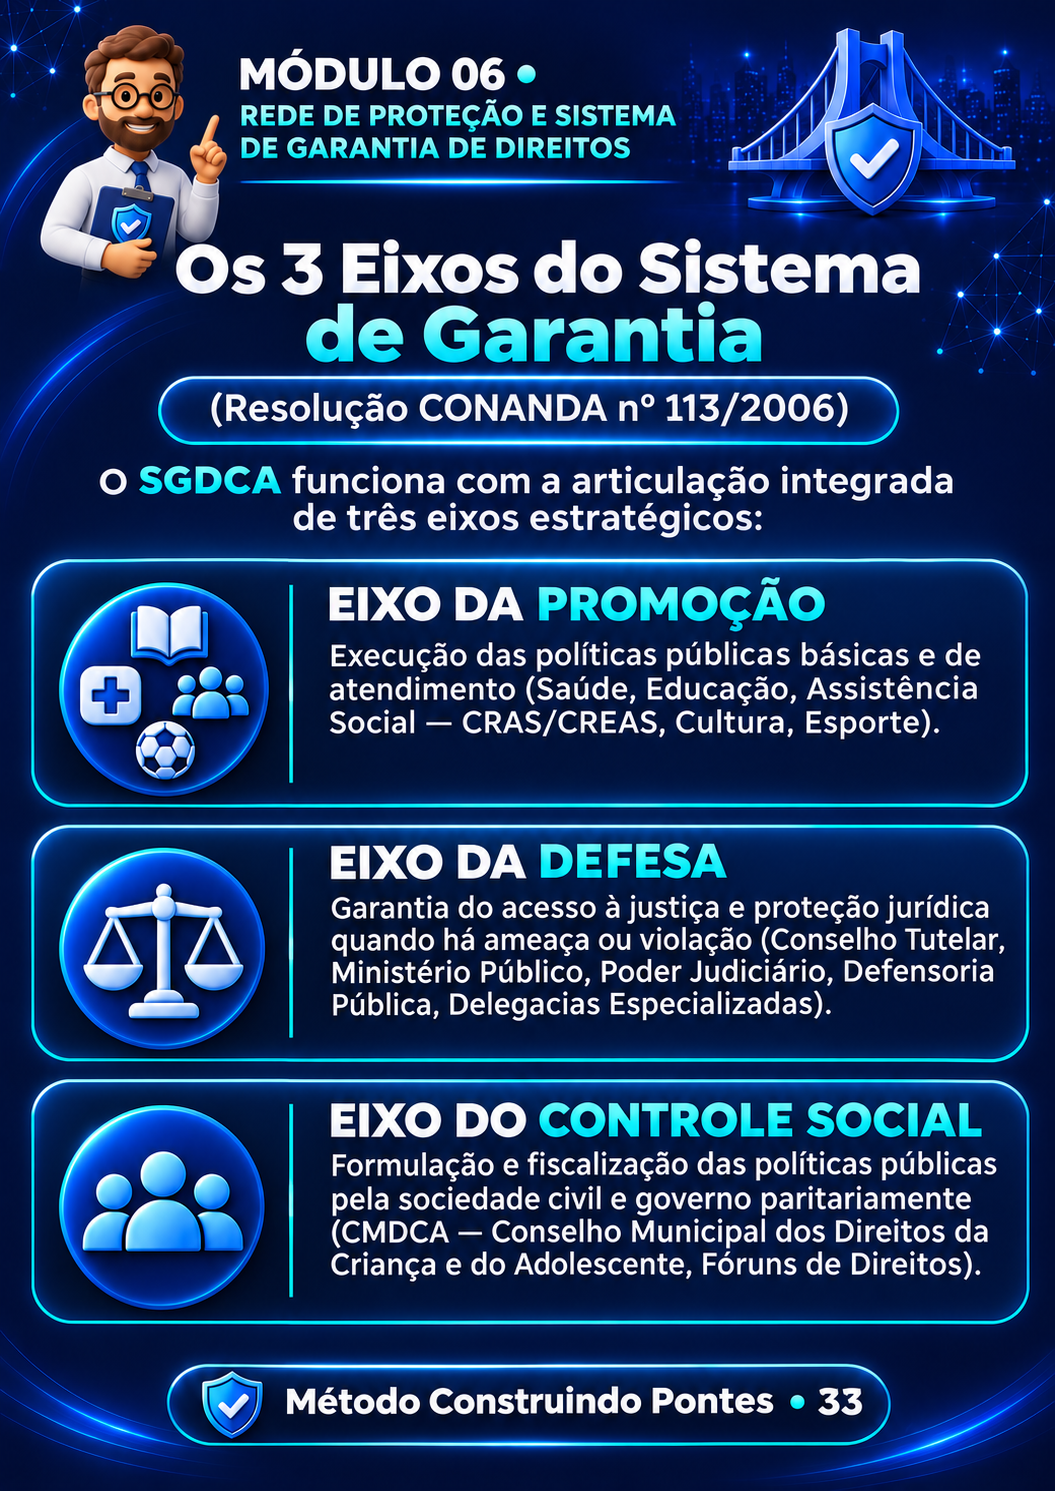 MÓDULO 06 •
REDE DE PROTEÇÃO E SISTEMA
DE GARANTIA DE DIREITOS
Os 3 Eixos do Sistema
de Garantia
(Resolução CONANDA nº 113/2006)
O SGDCA funciona com a articulação integrada
de três eixos estratégicos:
EIXO DA PROMOÇÃO
Execução das políticas públicas básicas e de
atendimento (Saúde, Educação, Assistência
Social — CRAS/CREAS, Cultura, Esporte).
EIXO DA DEFESA
Garantia do acesso à justiça e proteção jurídica
quando há ameaça ou violação (Conselho Tutelar,
Ministério Público, Poder Judiciário, Defensoria
Pública, Delegacias Especializadas).
EIXO DO CONTROLE SOCIAL
Formulação e fiscalização das políticas públicas
pela sociedade civil e governo paritariamente
(CMDCA — Conselho Municipal dos Direitos da
Criança e do Adolescente, Fóruns de Direitos).
Método Construindo Pontes • 33